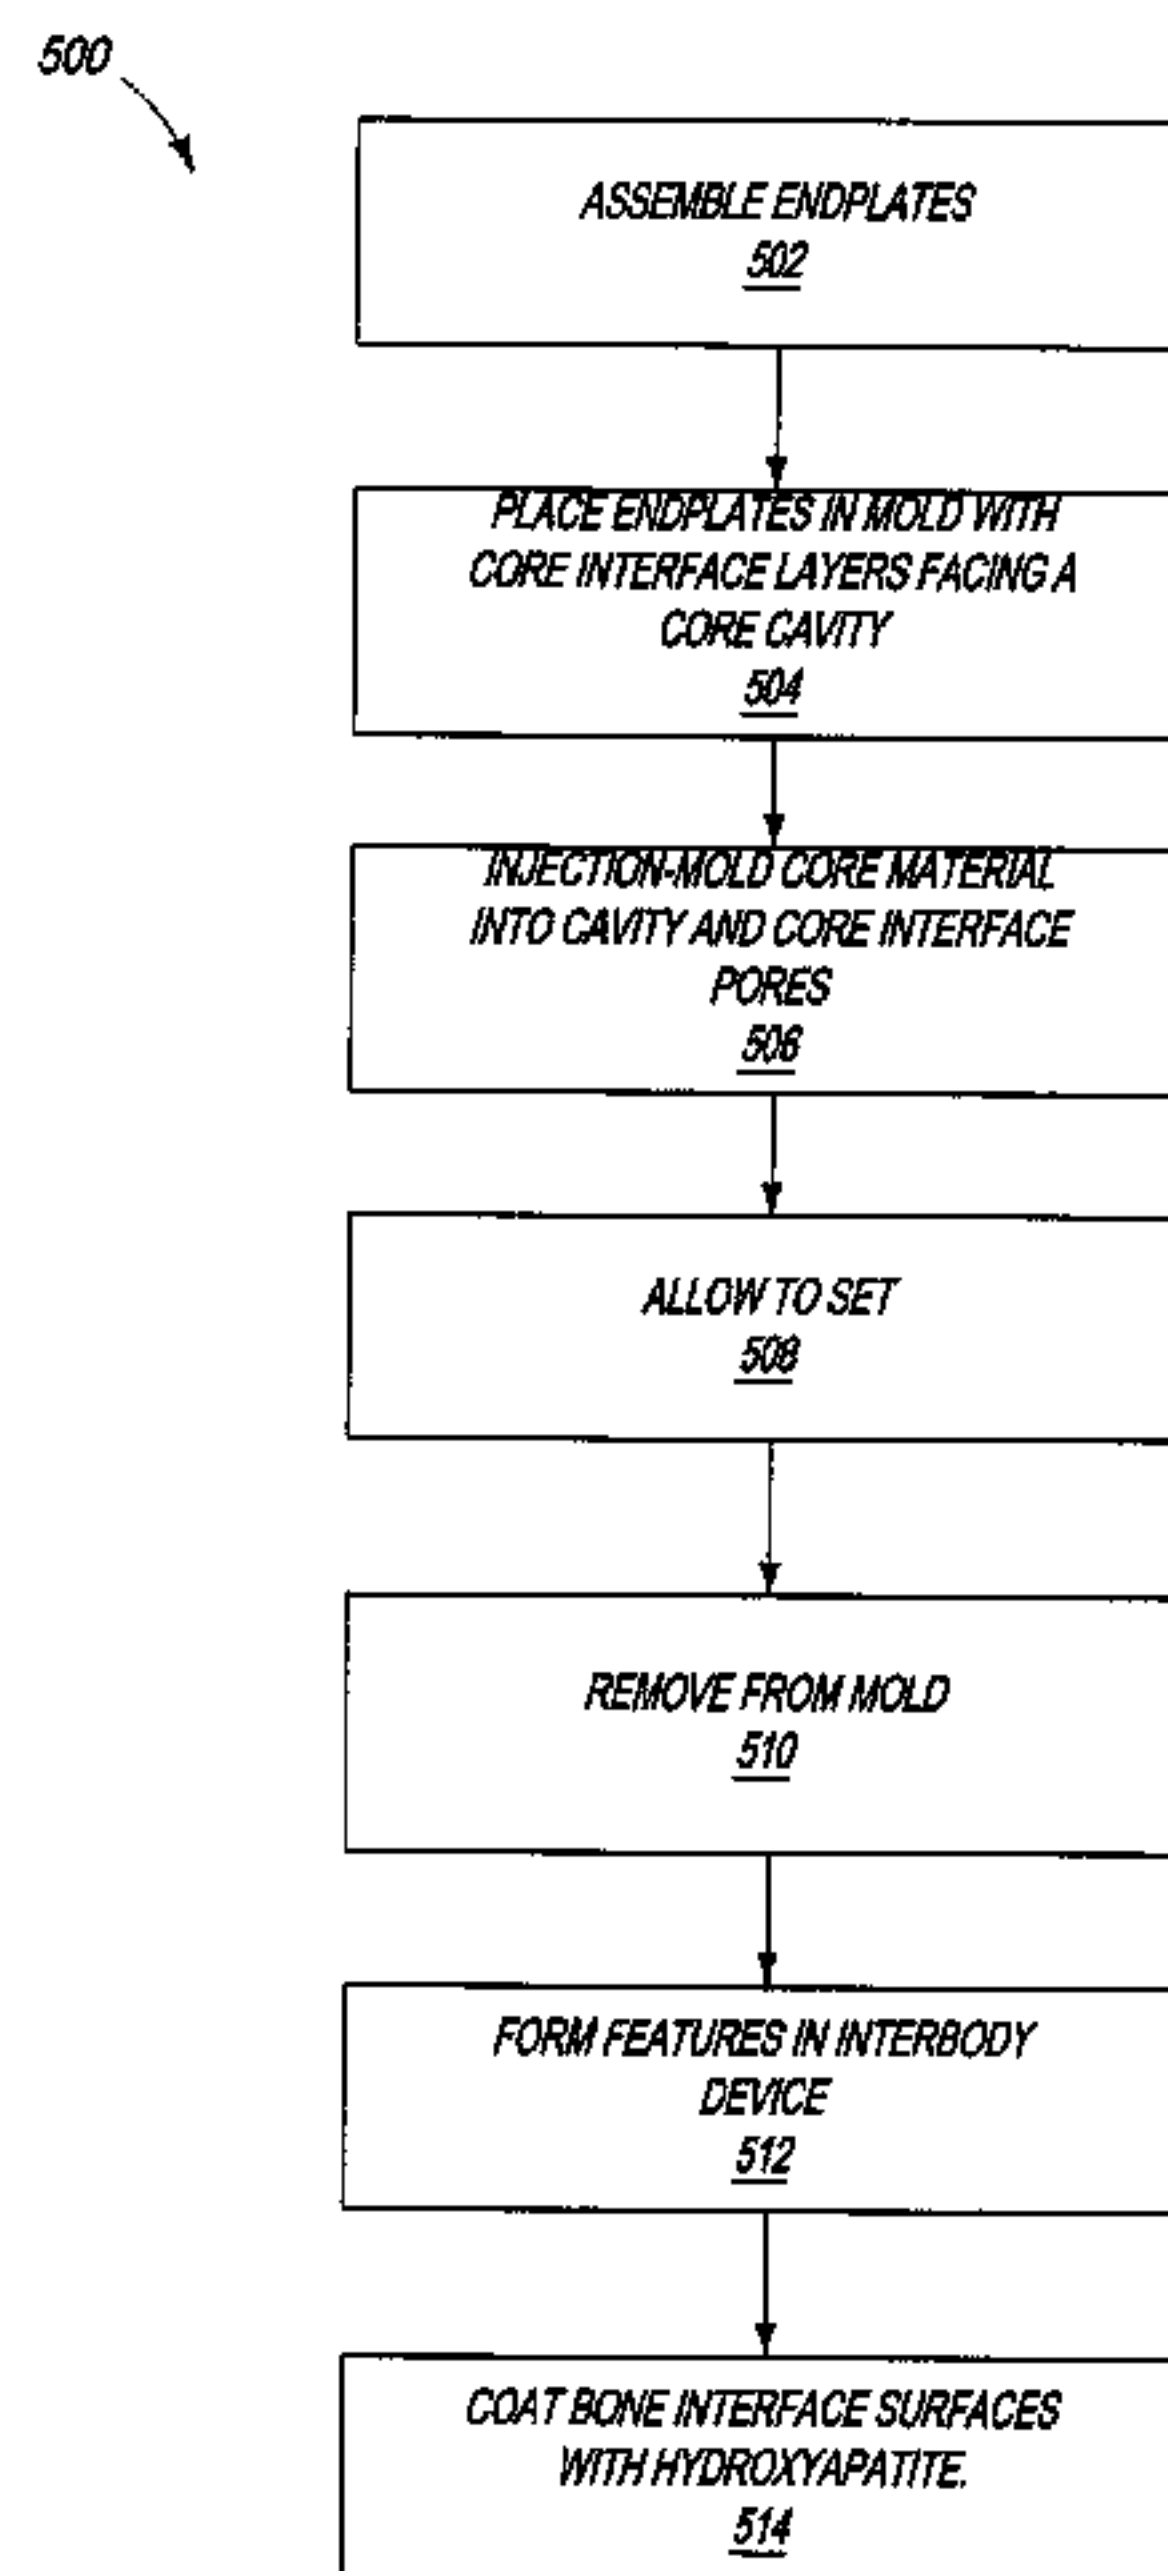 500
ASSEMBLE ENDPLATES
502
PLACE ENDPLATES IN MOLD WITH
CORE INTERFACE LAYERS FACING A
CORE CAVITY
504
INJECTION-MOLD CORE MATERIAL
INTO CAVITY AND CORE INTERFACE
PORES
506
ALLOW TO SET
508
REMOVE FROM MOLD
510
FORM FEATURES IN INTERBODY
DEVICE
512
COAT BONE INTERFACE SURFACES
WITH HYDROXYAPATITE.
514